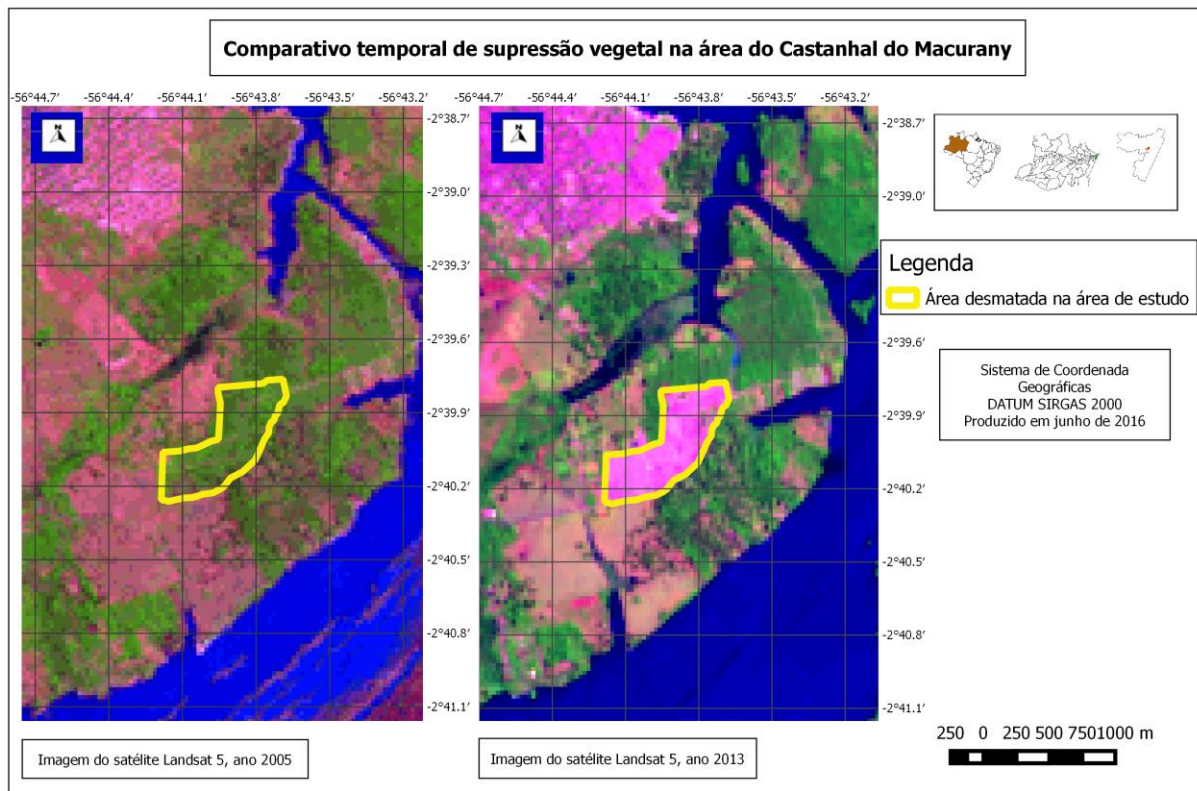 Comparativo temporal de supressão vegetal na área do Castanhal do Macurany
-56°44.7' -56°44.4' -56°44.1' -56°43.8' -56°43.5' -56°43.2'
-56°44.7' -56°44.4' -56°44.1' -56°43.8' -56°43.5' -56°43.2'
N
N
-2°38.7'
-2°39.0'
-2°39.3'
-2°39.6'
-2°39.9'
-2°40.2'
-2°40.5'
-2°40.8'
-2°41.1'
-2°38.7'
-2°39.0'
-2°39.3'
-2°39.6'
-2°39.9'
-2°40.2'
-2°40.5'
-2°40.8'
-2°41.1'
Legenda
Área desmatada na área de estudo
Sistema de Coordenada
Geográficas
DATUM SIRGAS 2000
Produzido em junho de 2016
250 0 250 500 7501000 m
Imagem do satélite Landsat 5, ano 2005
Imagem do satélite Landsat 5, ano 2013